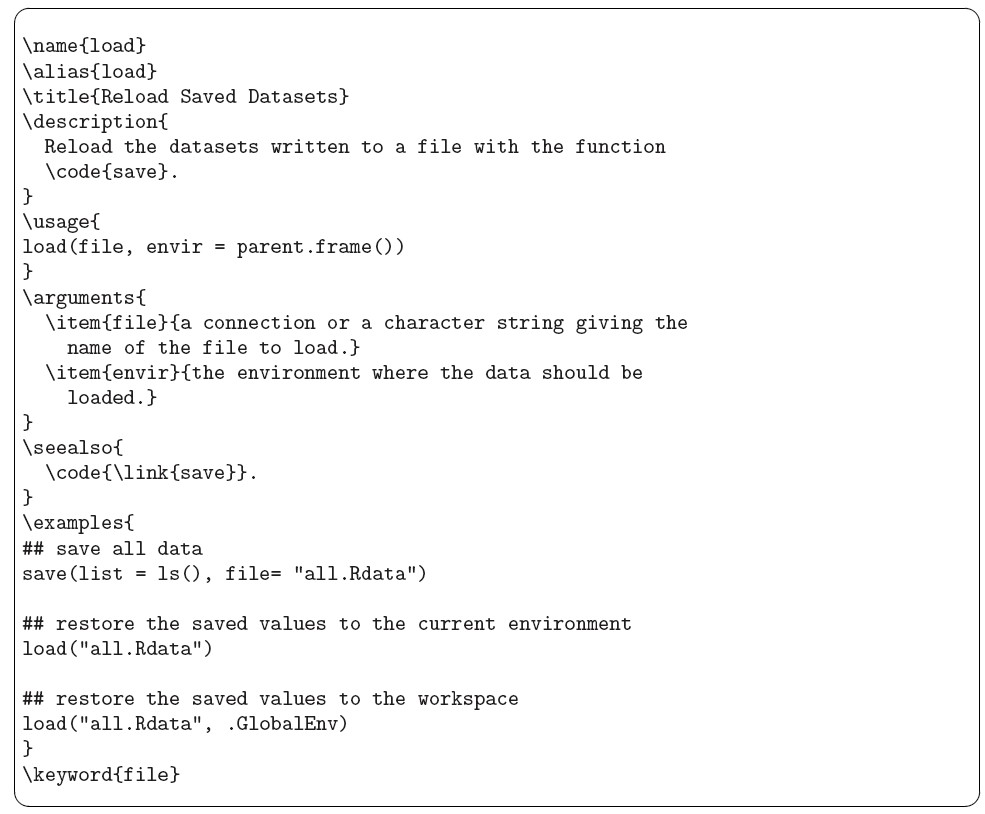 \name{load}
\alias{load}
\title{Reload Saved Datasets}
\description{
  Reload the datasets written to a file with the function
  \code{save}.
}
\usage{
load(file, envir = parent.frame())
}
\arguments{
  \item{file}{a connection or a character string giving the
    name of the file to load.}
  \item{envir}{the environment where the data should be
    loaded.}
}
\seealso{
  \code{\link{save}}.
}
\examples{
## save all data
save(list = ls(), file= "all.Rdata")

## restore the saved values to the current environment
load("all.Rdata")

## restore the saved values to the workspace
load("all.Rdata", .GlobalEnv)
}
\keyword{file}